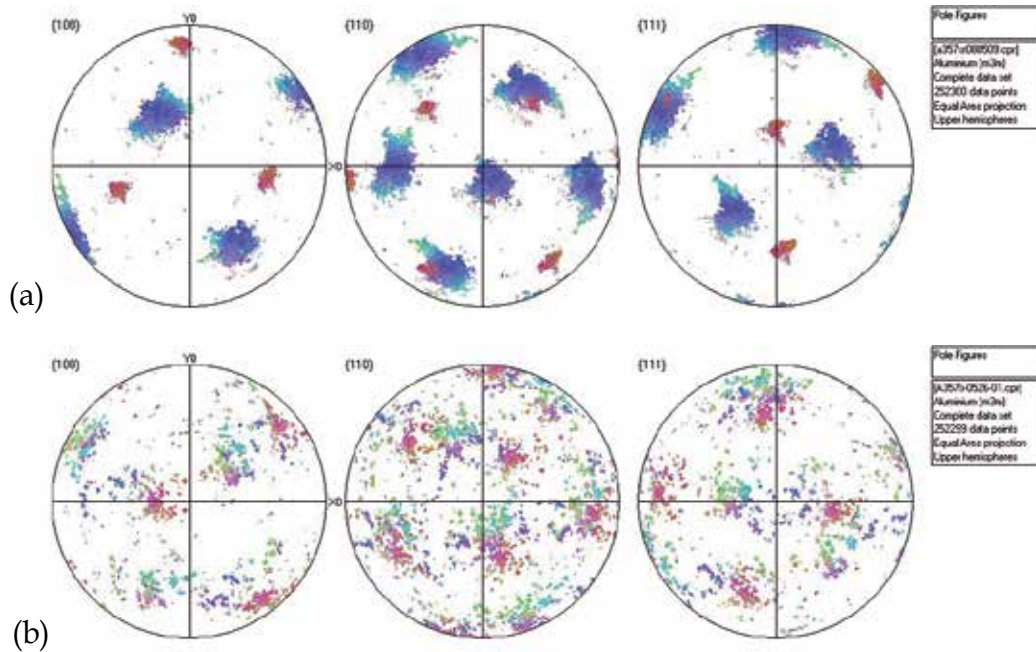 {100}
Y0
{110}
{111}
X0
Pole Figures
Aluminium (m3m)
Complete data set
252300 data points
Equal Area projection
Upper hemispheres
(a)
{100}
Y0
{110}
{111}
X0
Pole Figures
Aluminium (m3m)
Complete data set
252299 data points
Equal Area projection
Upper hemispheres
(b)